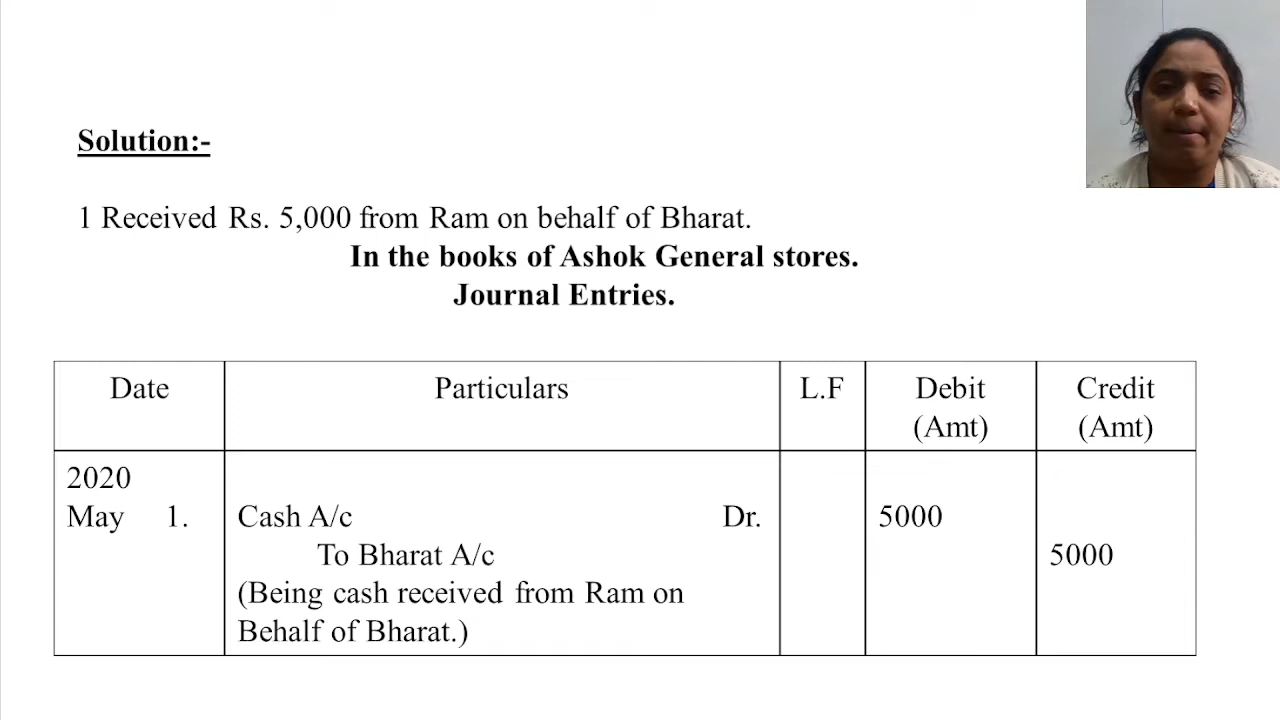 Solution:-
1 Received Rs. 5,000 from Ram on behalf of Bharat.
In the books of Ashok General stores.
Journal Entries.
Date Particulars L.F Debit Credit
(Amt) (Amt)
2020
May 1. Cash A/c Dr. 5000
To Bharat A/c 5000
(Being cash received from Ram on
Behalf of Bharat.)